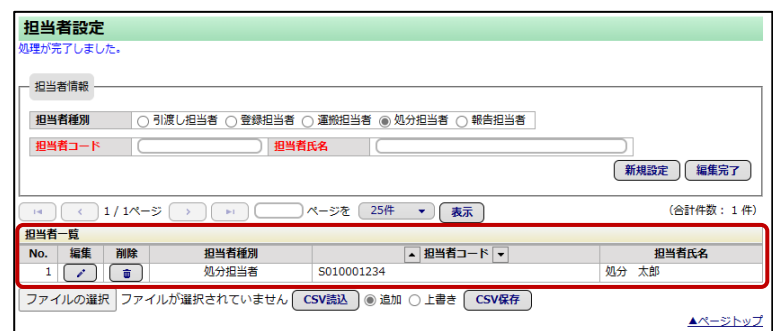 担当者設定
処理が完了しました。
担当者情報
担当者種別 引渡し担当者 登録担当者 運搬担当者 処分担当者 報告担当者
担当者コード 担当者氏名
新規設定 編集完了
1 / 1ページ ページを 25件 ▼ 表示 (合計件数： 1 件)
担当者一覧
No. 編集 削除 担当者種別 ▲ 担当者コード ▼ 担当者氏名
1 処分担当者 S010001234 処分 太郎
ファイルの選択 ファイルが選択されていません CSV読込 追加 上書き CSV保存
▲ページトップ